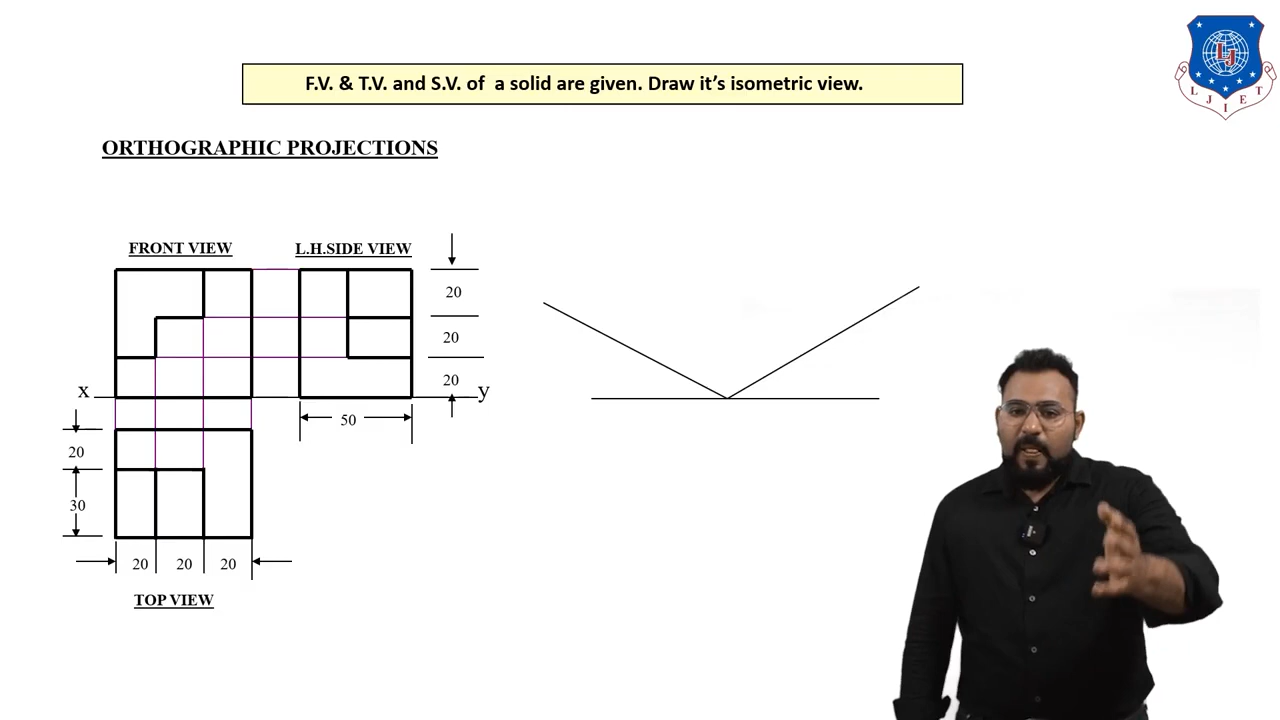 F.V. & T.V. and S.V. of a solid are given. Draw it's isometric view.
L J I E T
ORTHOGRAPHIC PROJECTIONS
FRONT VIEW
L.H.SIDE VIEW
20
20
20
x
y
50
20
30
20 20 20
TOP VIEW